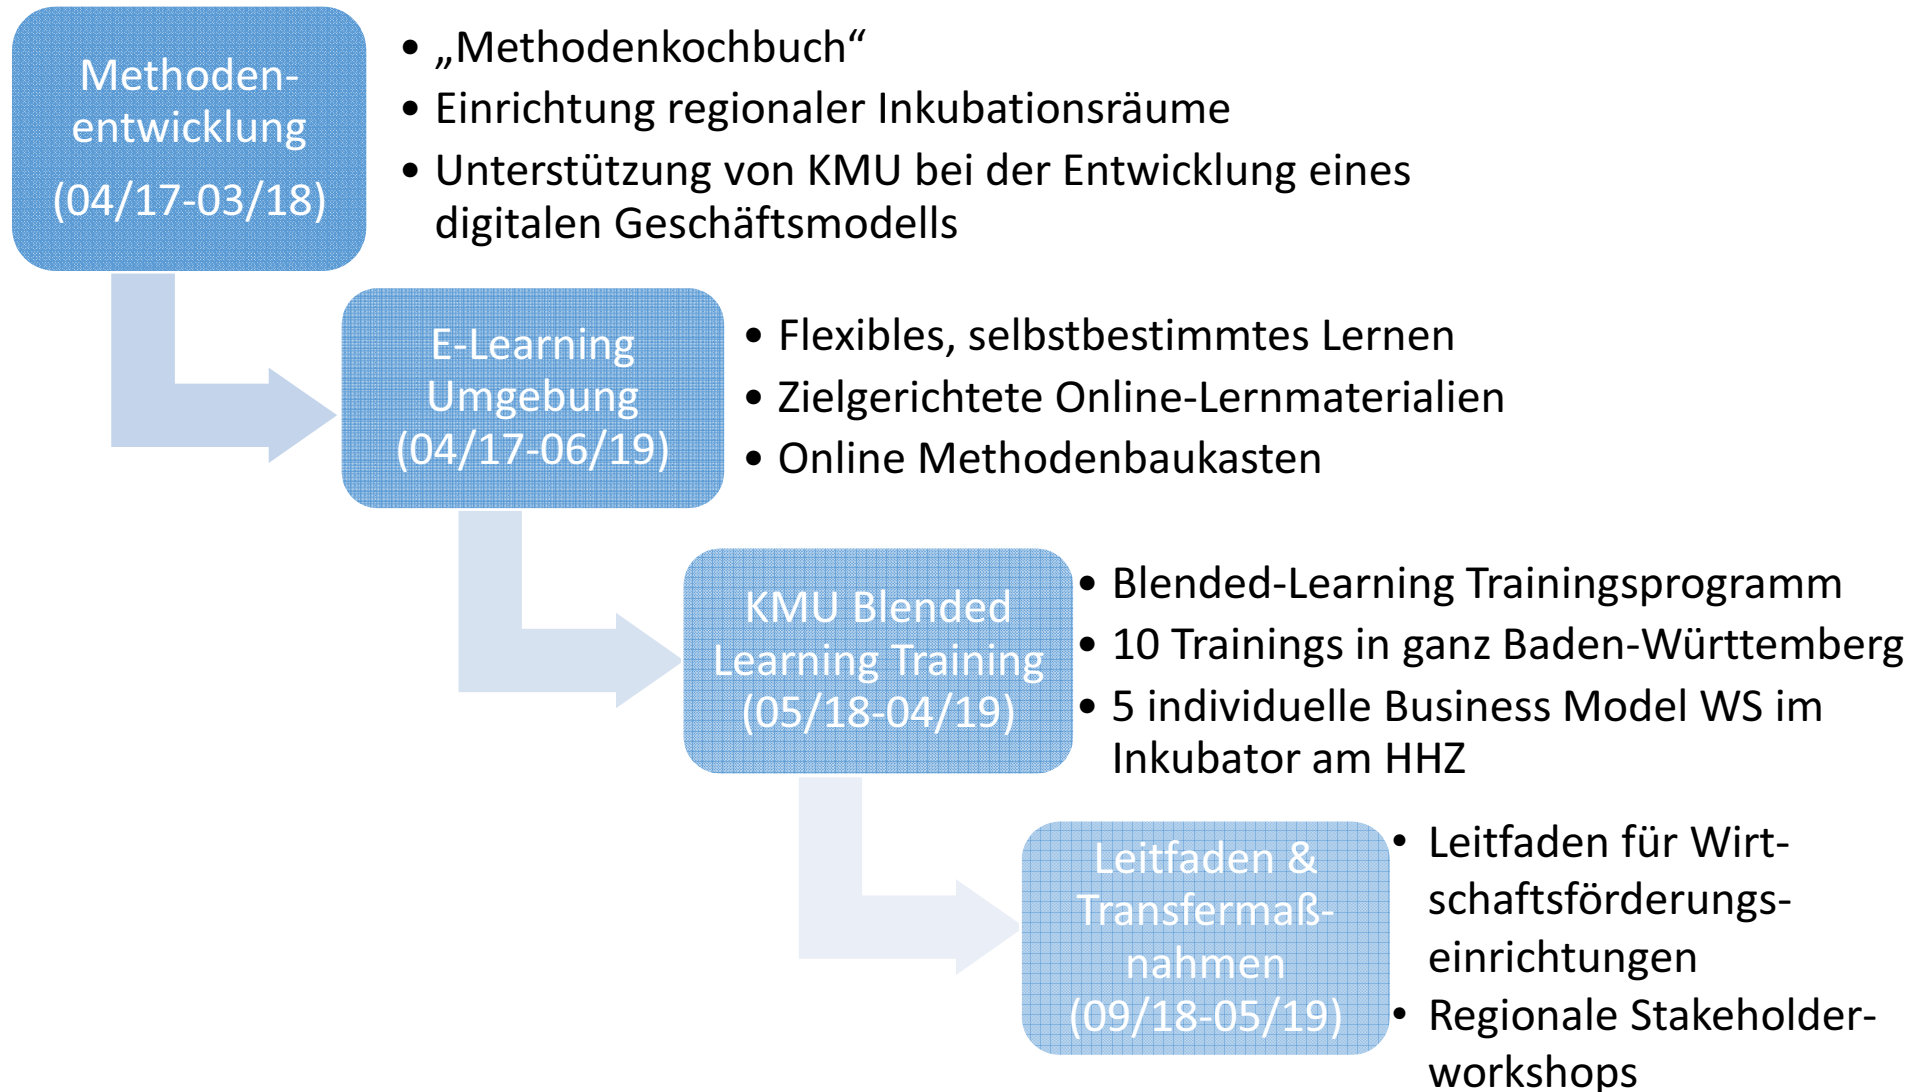 Methoden-
entwicklung
(04/17-03/18)
• „Methodenkochbuch“
• Einrichtung regionaler Inkubationsräume
• Unterstützung von KMU bei der Entwicklung eines
digitalen Geschäftsmodells
E-Learning
Umgebung
(04/17-06/19)
• Flexibles, selbstbestimmtes Lernen
• Zielgerichtete Online-Lernmaterialien
• Online Methodenbaukasten
KMU Blended
Learning Training
(05/18-04/19)
• Blended-Learning Trainingsprogramm
• 10 Trainings in ganz Baden-Württemberg
• 5 individuelle Business Model WS im
Inkubator am HHZ
Leitfaden &
Transfermaß-
nahmen
(09/18-05/19)
• Leitfaden für Wirt-
schaftsförderungs-
einrichtungen
• Regionale Stakeholder-
workshops